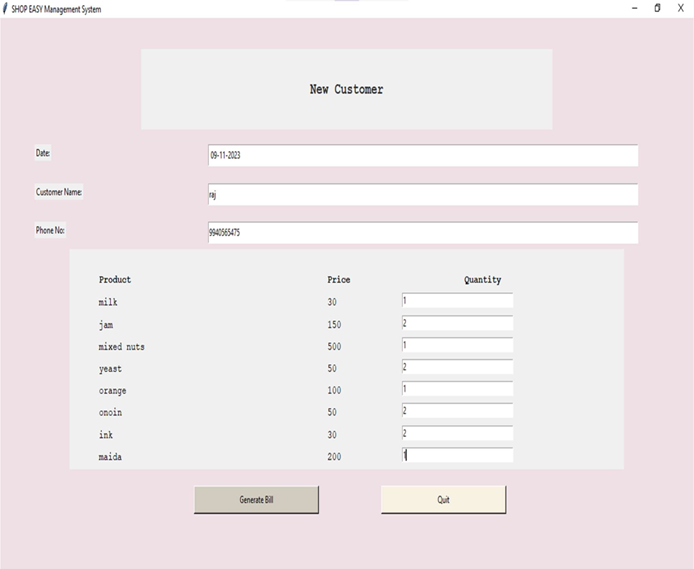 SHOP EASY Management System
New Customer
Date: 09-11-2023
Customer Name: raj
Phone No: 9940565475
Product Price Quantity
milk 30 1
jam 150 2
mixed nuts 500 1
yeast 50 2
orange 100 1
onoin 50 2
ink 30 2
maida 200 1
Generate Bill Quit